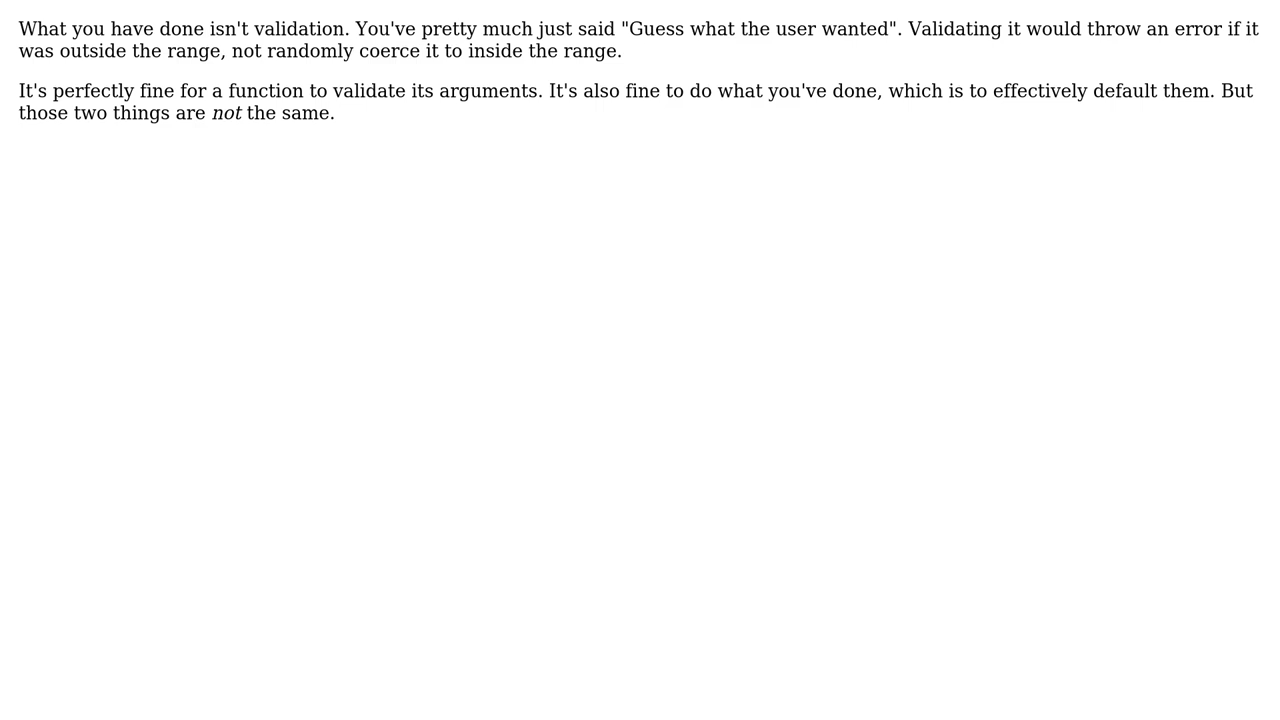 What you have done isn't validation. You've pretty much just said "Guess what the user wanted". Validating it would throw an error if it
was outside the range, not randomly coerce it to inside the range.
It's perfectly fine for a function to validate its arguments. It's also fine to do what you've done, which is to effectively default them. But
those two things are not the same.